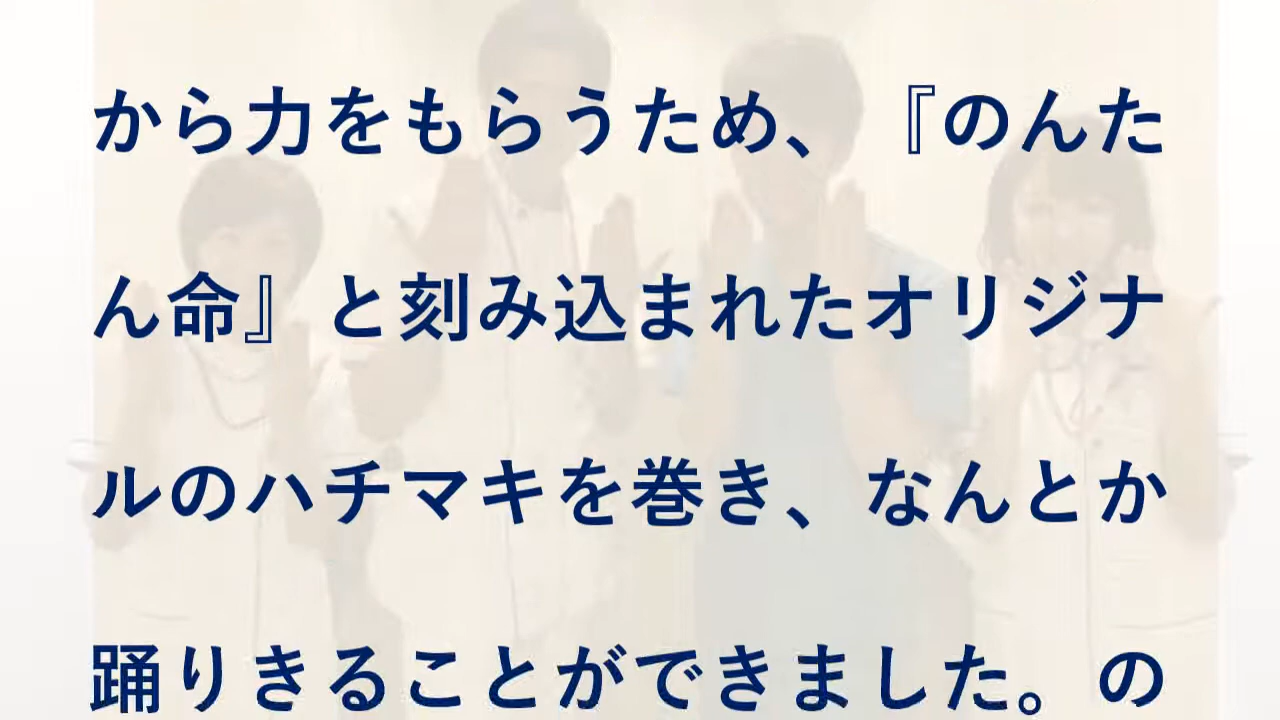 から力をもらうため、『のんた
ん命』と刻み込まれたオリジナ
ルのハチマキを巻き、なんとか
踊りきることができました。の